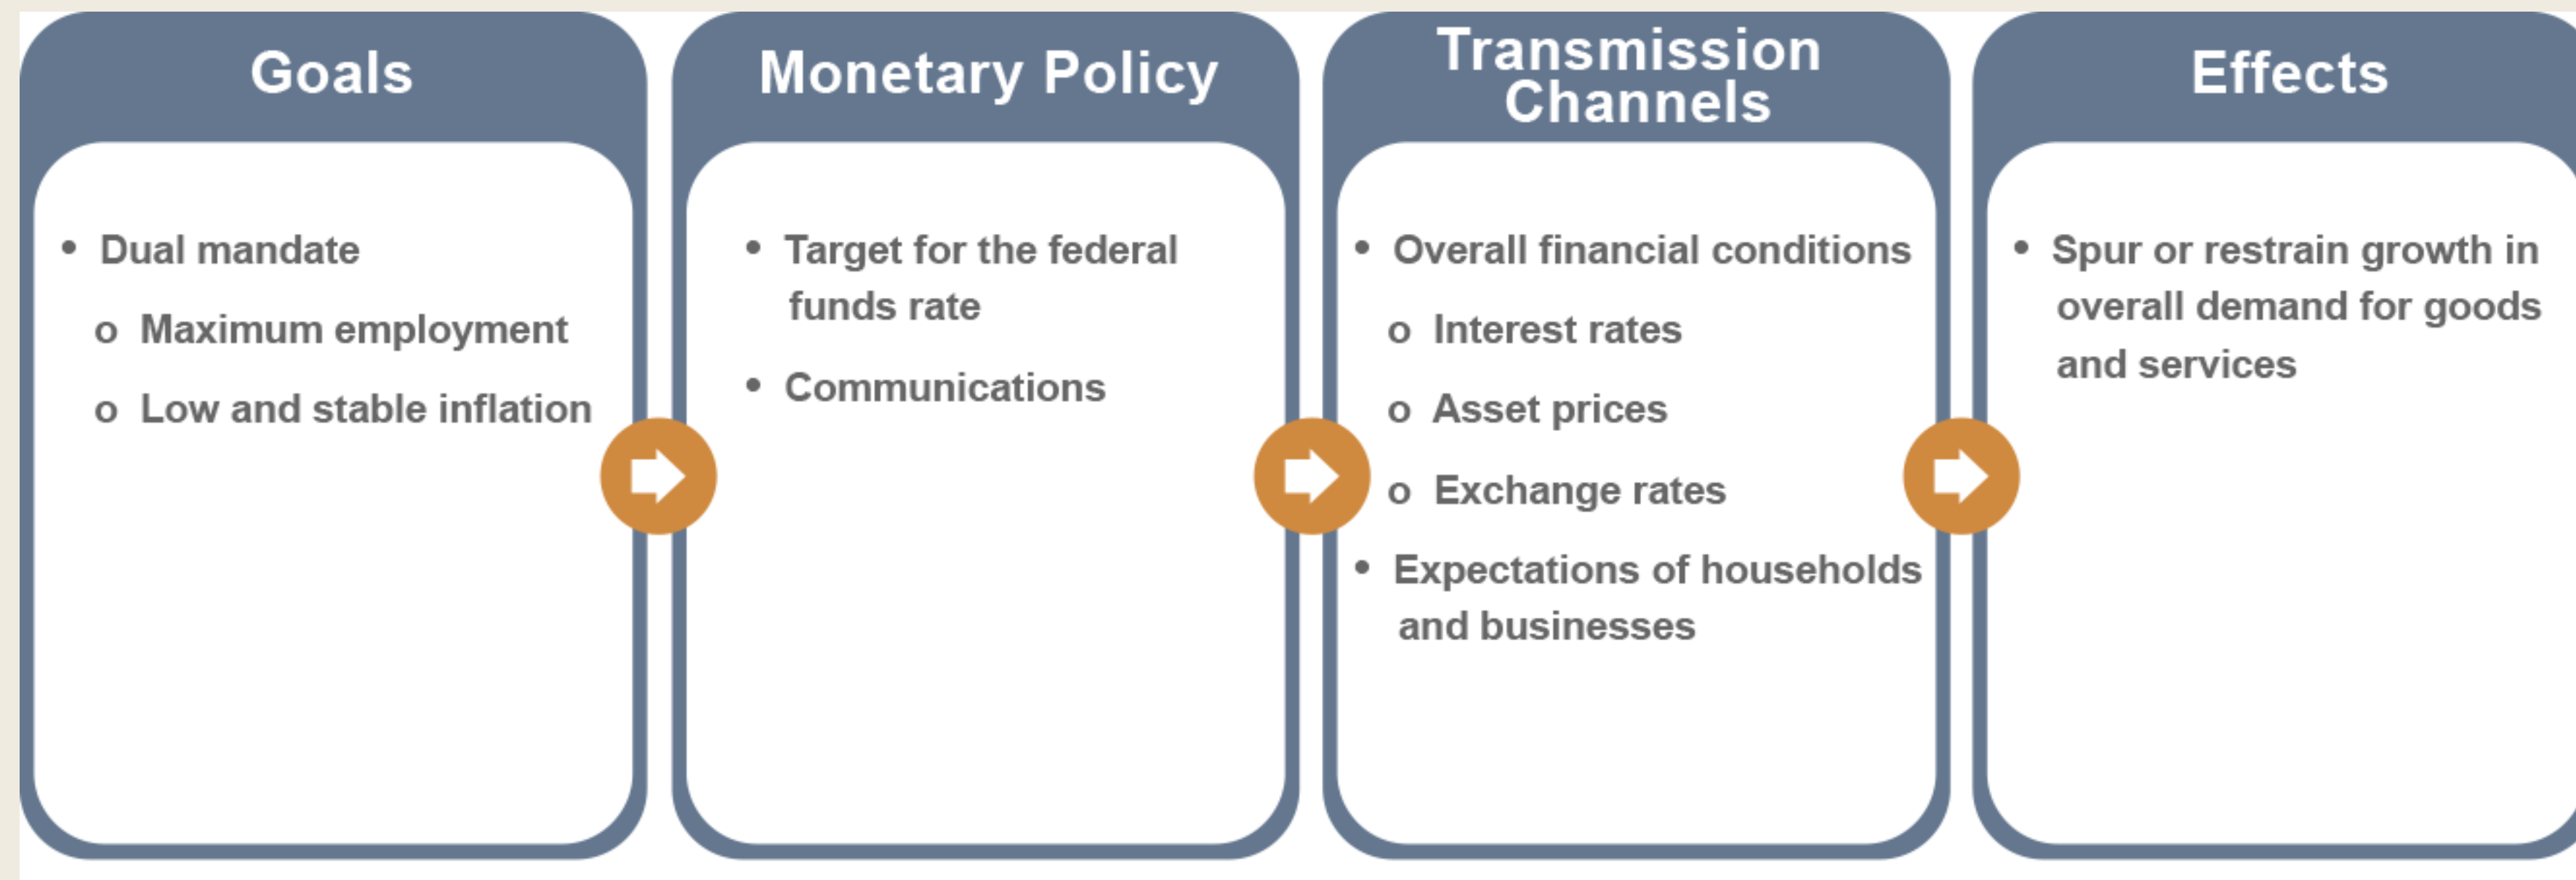 Goals
• Dual mandate
o Maximum employment
o Low and stable inflation
Monetary Policy
• Target for the federal
funds rate
• Communications
Transmission
Channels
• Overall financial conditions
o Interest rates
o Asset prices
o Exchange rates
• Expectations of households
and businesses
Effects
• Spur or restrain growth in
overall demand for goods
and services